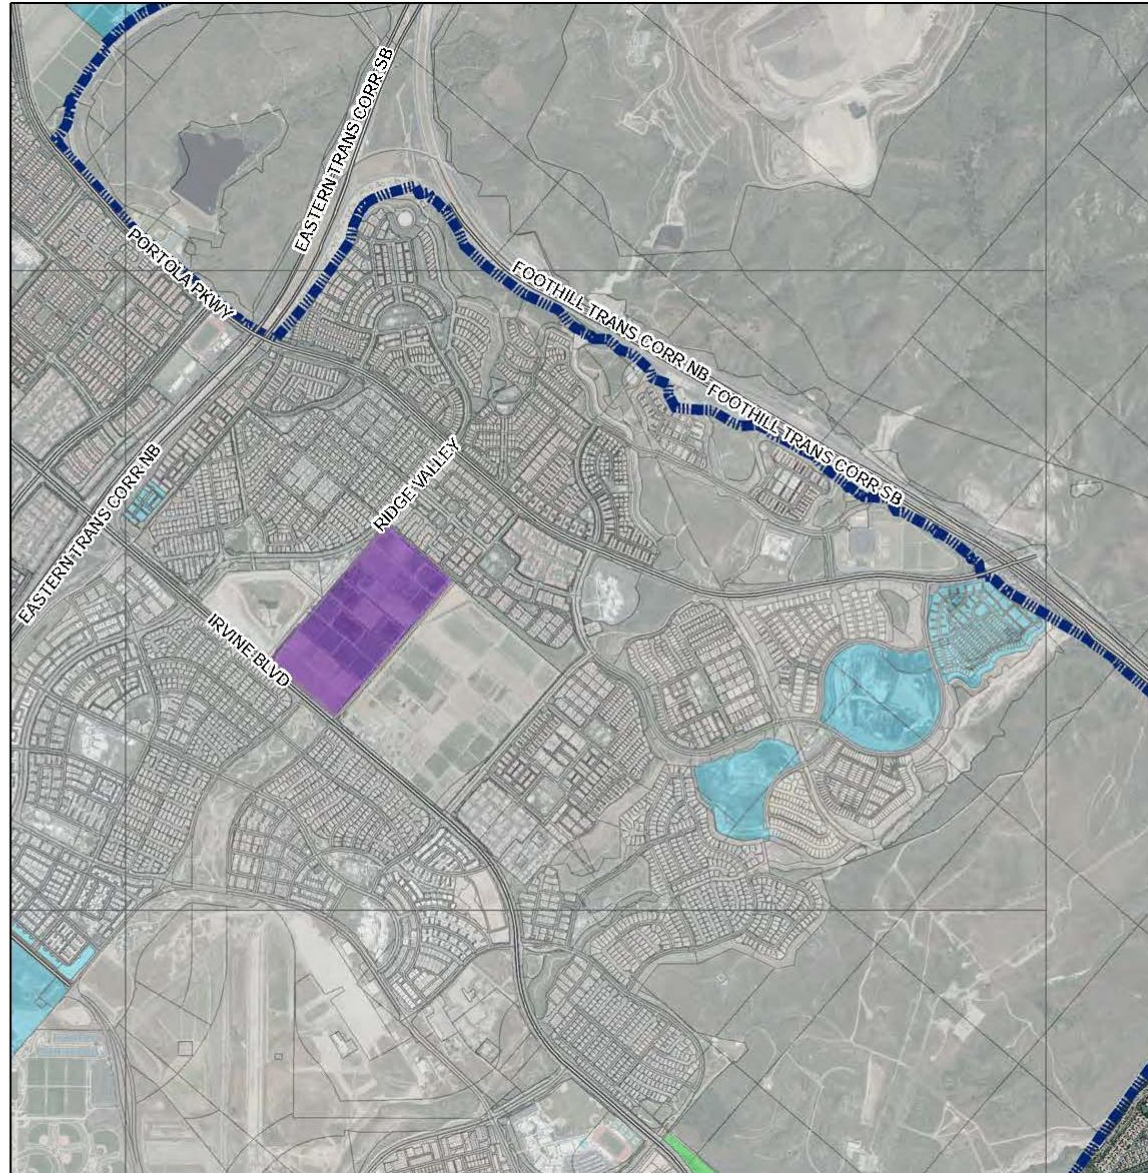 EASTERN TRANS CORR SB
PORTOLA PKWY
FOOTHILL TRANS CORR NB
FOOTHILL TRANS CORR SB
RIDGE VALLEY
EASTERN TRANS CORR NB
IRVINE BLVD